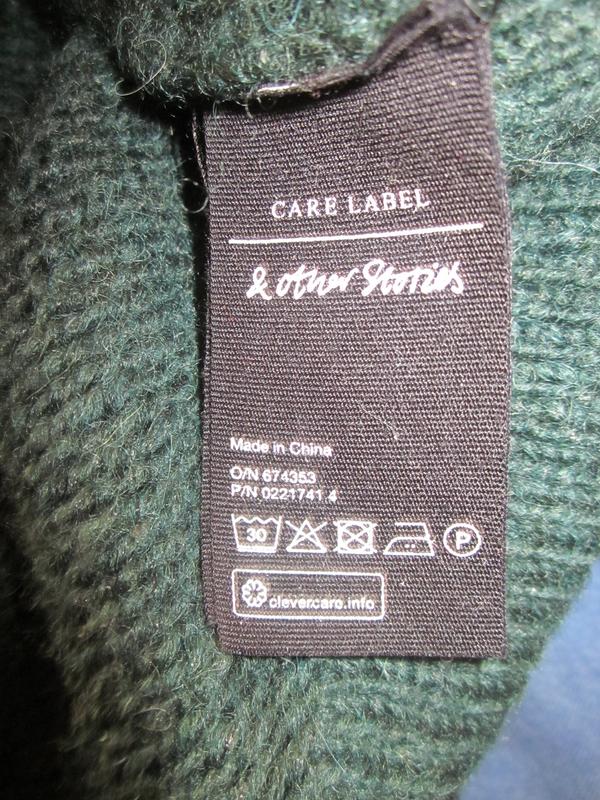 CARE LABEL
& other Stories
Made in China
O/N 674353
P/N 0221741 4
30 P
clevercare.info